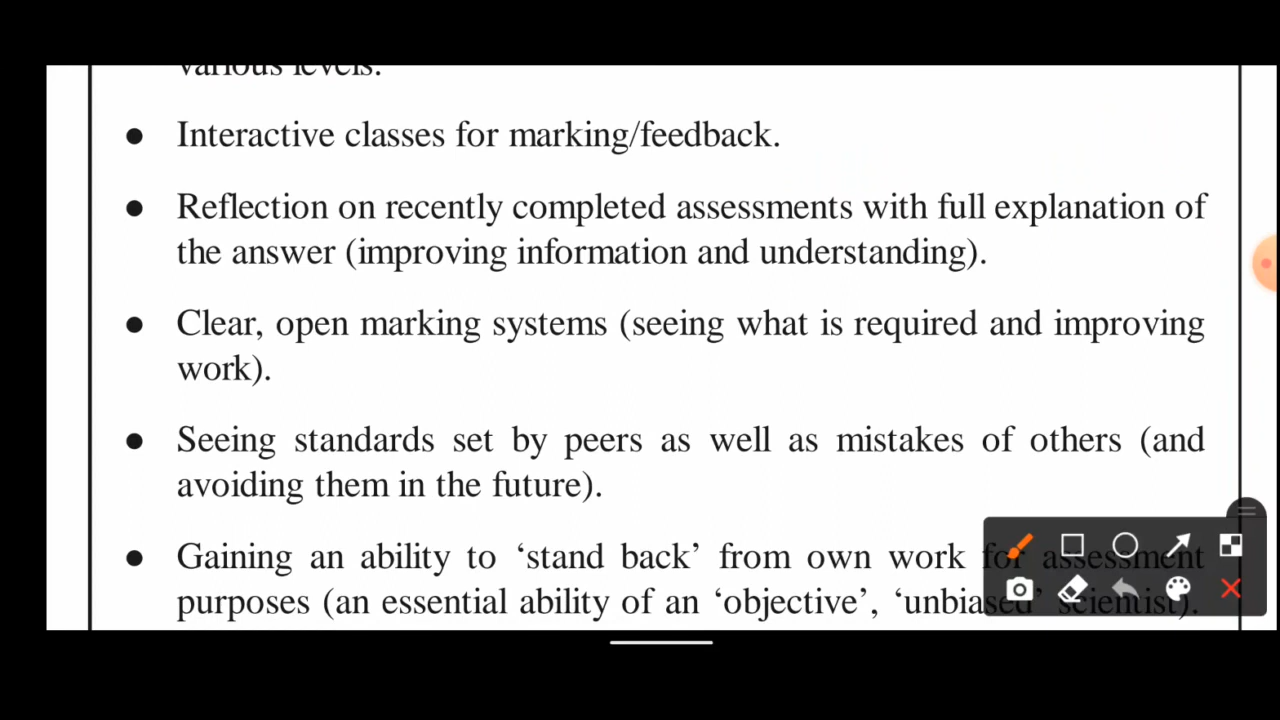 various levels.
● Interactive classes for marking/feedback.
● Reflection on recently completed assessments with full explanation of
the answer (improving information and understanding).
● Clear, open marking systems (seeing what is required and improving
work).
● Seeing standards set by peers as well as mistakes of others (and
avoiding them in the future).
● Gaining an ability to ‘stand back’ from own work for assessment
purposes (an essential ability of an ‘objective’, ‘unbiased’ scientist).